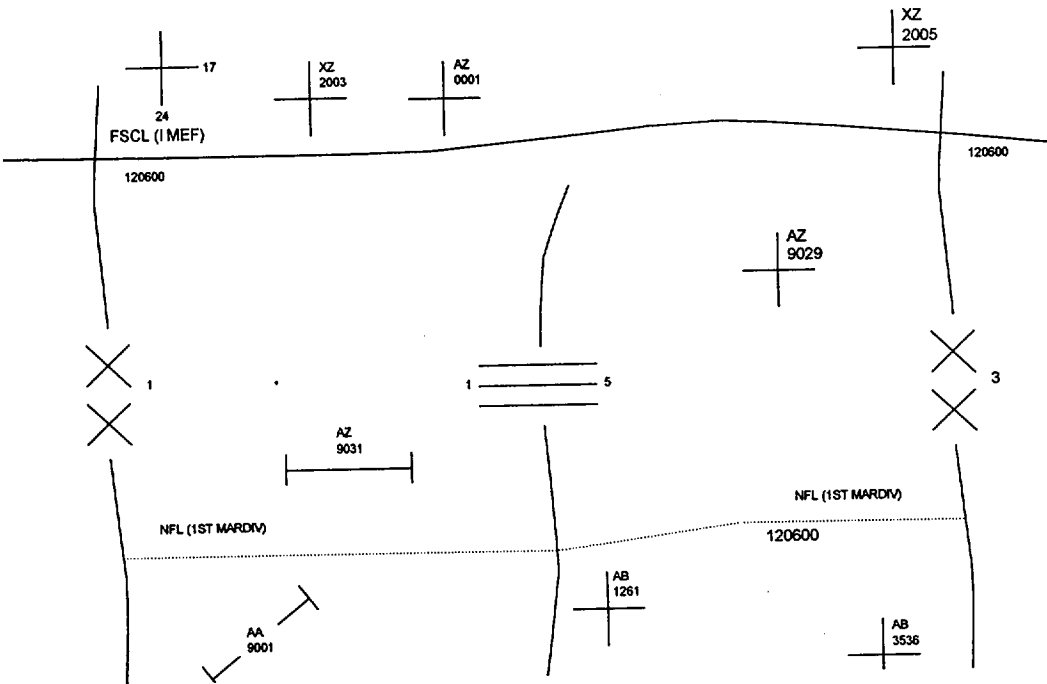 XZ
2005
17
XZ
2003
AZ
0001
24
FSCL (I MEF)
120600
120600
AZ
9029
1
1
5
3
AZ
9031
NFL (1ST MARDIV)
NFL (1ST MARDIV)
120600
AB
1261
AA
9001
AB
3536